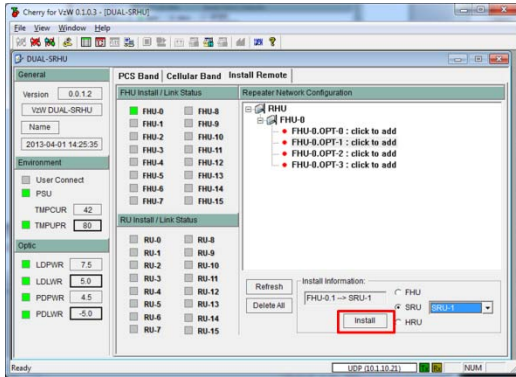 Cherry for VzW 0.1.0.3 - [DUAL-SRHU]
File View Window Help
DUAL-SRHU
General
Version 0.0.1.2
VzW DUAL-SRHU
Name
2013-04-01 14:25:35
Environment
User Connect
PSU
TMPCUR 42
TMPUPR 80
Optic
LDPWR 7.5
LDLWR 5.0
PDPWR 4.5
PDLWR -5.0
PCS Band Cellular Band Install Remote
FHU Install / Link Status
FHU-0 FHU-8
FHU-1 FHU-9
FHU-2 FHU-10
FHU-3 FHU-11
FHU-4 FHU-12
FHU-5 FHU-13
FHU-6 FHU-14
FHU-7 FHU-15
RU Install / Link Status
RU-0 RU-8
RU-1 RU-9
RU-2 RU-10
RU-3 RU-11
RU-4 RU-12
RU-5 RU-13
RU-6 RU-14
RU-7 RU-15
Repeater Network Configuration
RHU
FHU-0
FHU-0.OPT-0 : click to add
FHU-0.OPT-1 : click to add
FHU-0.OPT-2 : click to add
FHU-0.OPT-3 : click to add
Refresh
Delete All
Install Information:
FHU-0.1 --> SRU-1
Install
FHU
SRU SRU-1
HRU
Ready UDP (10.1.10.21) Tx Rx NUM